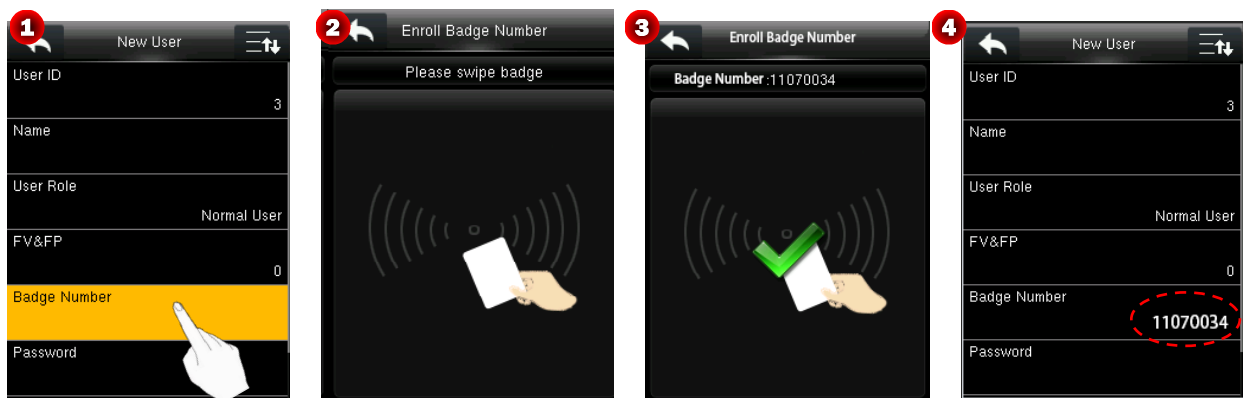 1
New User
User ID
3
Name
User Role
Normal User
FV&FP
0
Badge Number
Password
2
Enroll Badge Number
Please swipe badge
3
Enroll Badge Number
Badge Number :11070034
4
New User
User ID
3
Name
User Role
Normal User
FV&FP
0
Badge Number
11070034
Password